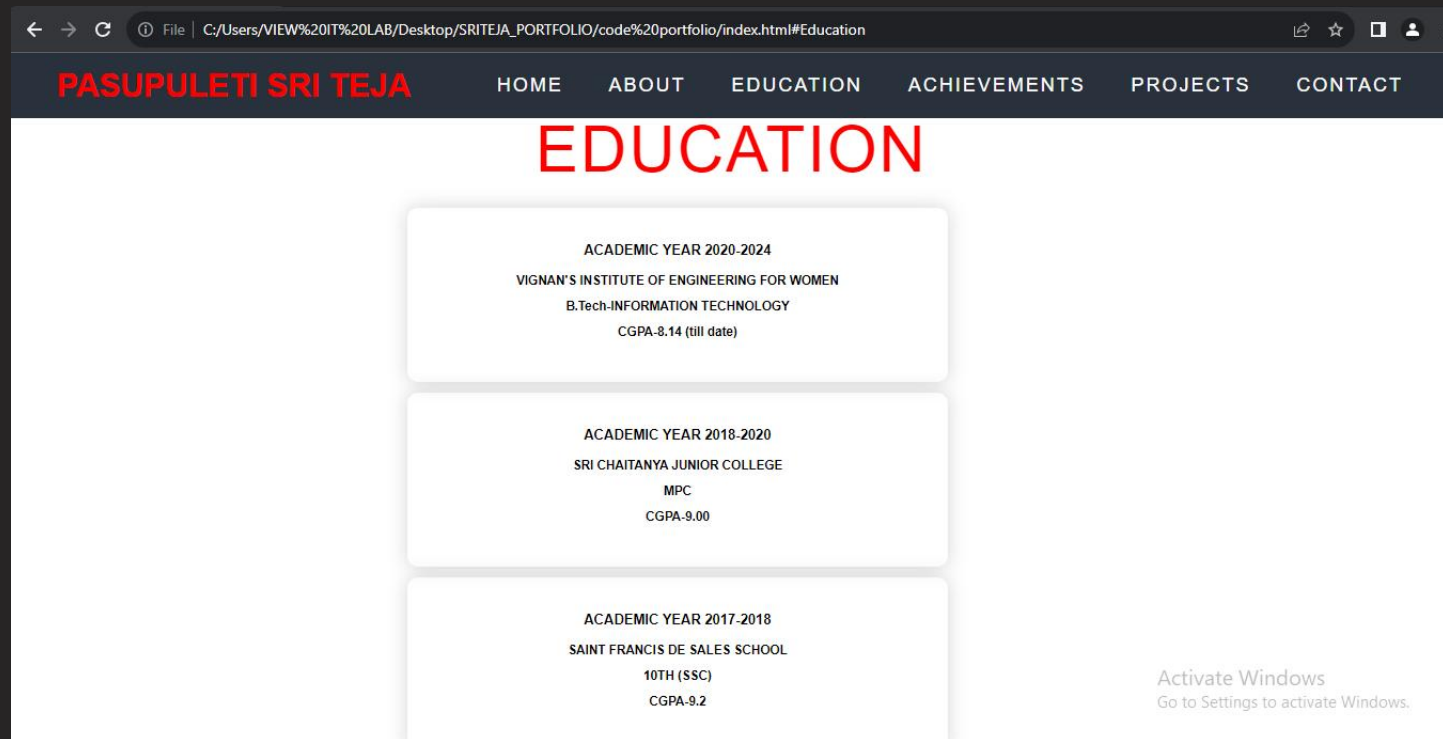 File C:/Users/VIEW%20IT%20LAB/Desktop/SRITEJA_PORTFOLIO/code%20portfolio/index.html#Education
PASUPULETI SRI TEJA HOME ABOUT EDUCATION ACHIEVEMENTS PROJECTS CONTACT
EDUCATION
ACADEMIC YEAR 2020-2024
VIGNAN'S INSTITUTE OF ENGINEERING FOR WOMEN
B.Tech-INFORMATION TECHNOLOGY
CGPA-8.14 (till date)
ACADEMIC YEAR 2018-2020
SRI CHAITANYA JUNIOR COLLEGE
MPC
CGPA-9.00
ACADEMIC YEAR 2017-2018
SAINT FRANCIS DE SALES SCHOOL
10TH (SSC)
CGPA-9.2
Activate Windows
Go to Settings to activate Windows.